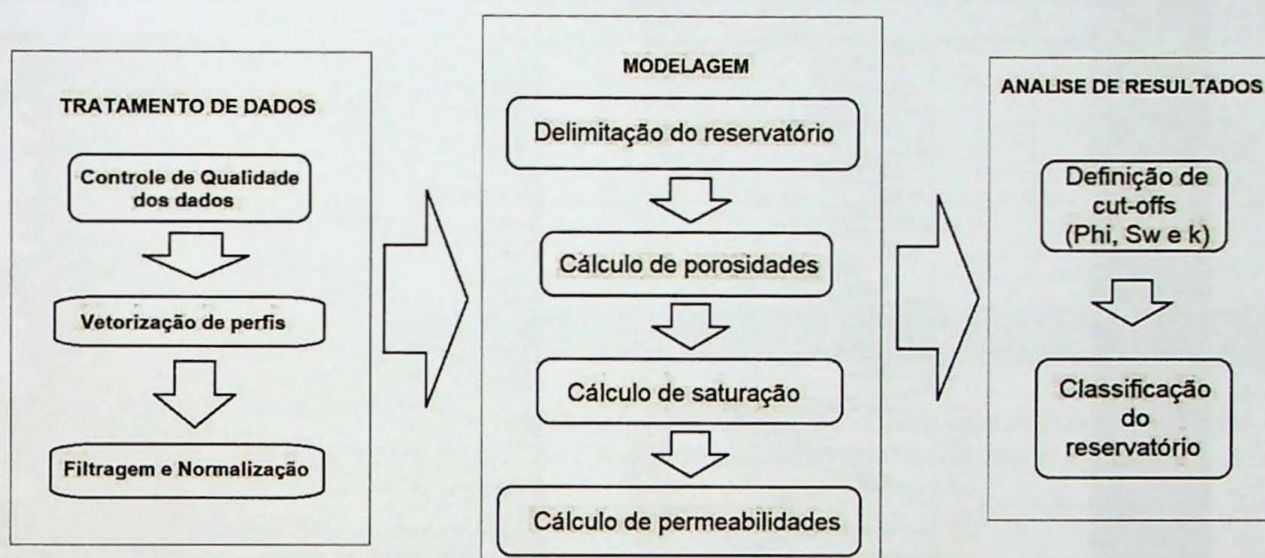 TRATAMENTO DE DADOS
Controle de Qualidade
dos dados
Vetorização de perfis
Filtragem e Normalização
MODELAGEM
Delimitação do reservatório
Cálculo de porosidades
Cálculo de saturação
Cálculo de permeabilidades
ANALISE DE RESULTADOS
Definição de
cut-offs
(Phi, Sw e k)
Classificação
do
reservatório